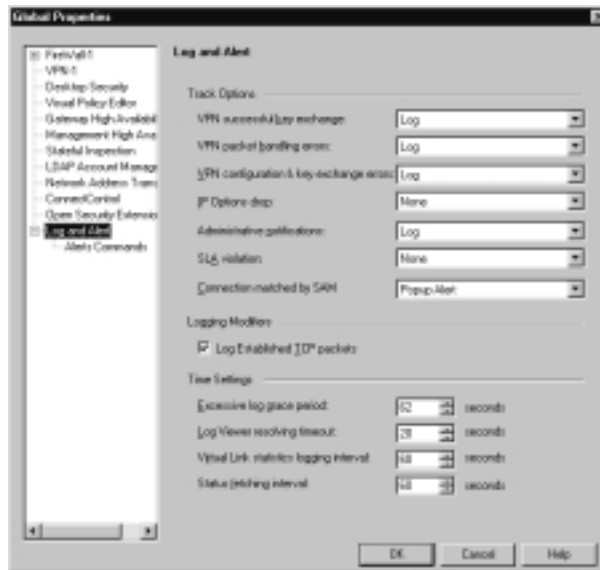 Global Properties
FireWall-1
VPN-1
Desktop Security
Visual Policy Editor
Gateway High Availabil
Management High Ava
Stateful Inspection
LDAP Account Manage
Network Address Trans
ConnectControl
Open Security Extensio
Log and Alert
Alerts Commands
Log and Alert
Track Options
VPN successful key exchange: Log
VPN packet handling errors: Log
VPN configuration & key exchange errors: Log
IP Options drop: None
Administrative notifications: Log
SLA violation: None
Connection matched by SAM Popup Alert
Logging Modifiers
Log Established TCP packets
Time Settings
Excessive log grace period: 62 seconds
Log Viewer resolving timeout: 20 seconds
Virtual Link statistics logging interval: 60 seconds
Status fetching interval: 60 seconds
OK Cancel Help